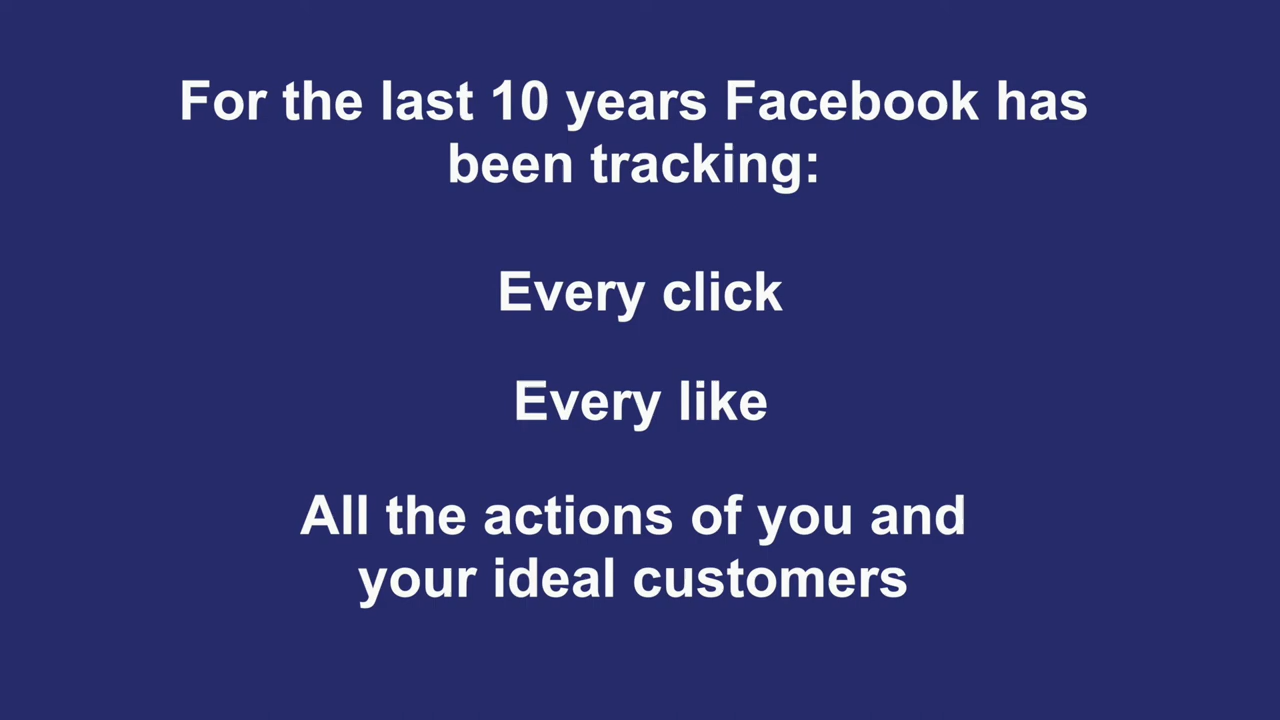 For the last 10 years Facebook has
been tracking:
Every click
Every like
All the actions of you and
your ideal customers